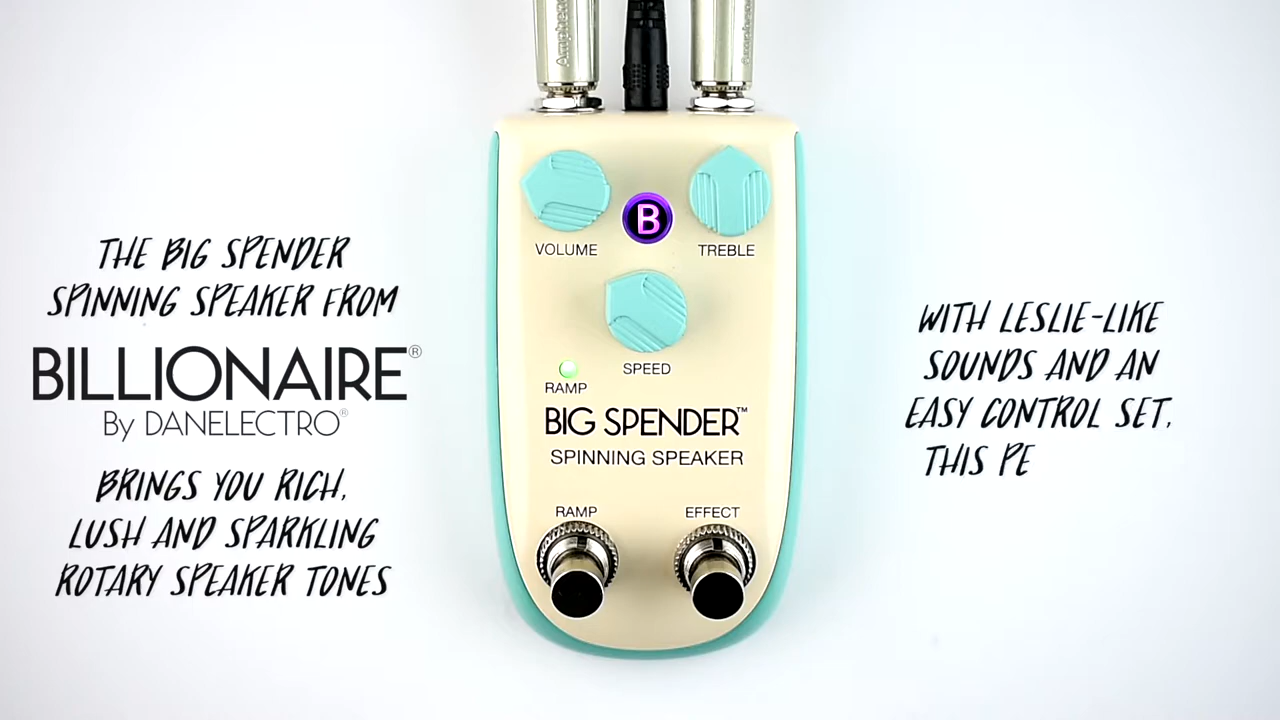 THE BIG SPENDER
SPINNING SPEAKER FROM
BILLIONAIRE®
By DANELECTRO®
BRINGS YOU RICH,
LUSH AND SPARKLING
ROTARY SPEAKER TONES
Amphenol
Amphenol
B
VOLUME
TREBLE
SPEED
RAMP
BIG SPENDER™
SPINNING SPEAKER
RAMP
EFFECT
WITH LESLIE-LIKE
SOUNDS AND AN
EASY CONTROL SET,
THIS PE